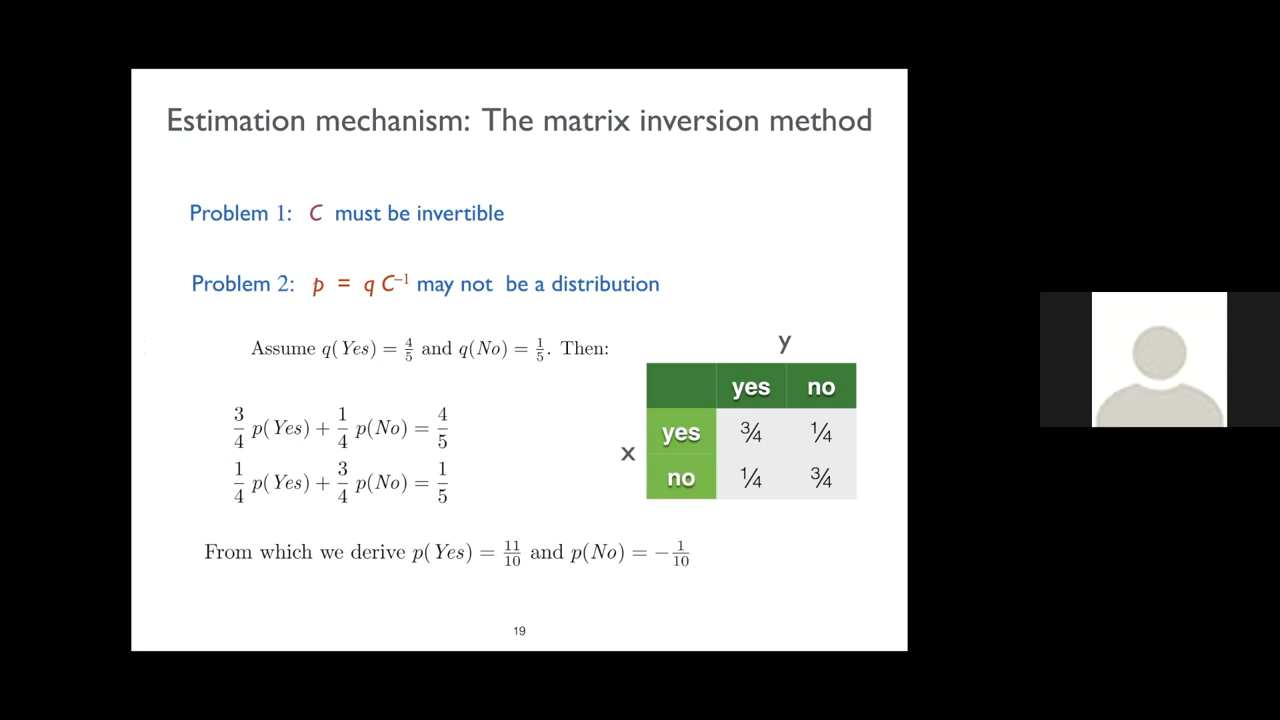 Estimation mechanism: The matrix inversion method
Problem 1: C must be invertible
Problem 2: p = q C⁻¹ may not be a distribution
Assume q(Yes) = 4/5 and q(No) = 1/5. Then:
3/4 p(Yes) + 1/4 p(No) = 4/5
1/4 p(Yes) + 3/4 p(No) = 1/5
y
yes no
x
yes ¾ ¼
no ¼ ¾
From which we derive p(Yes) = 11/10 and p(No) = −1/10
19